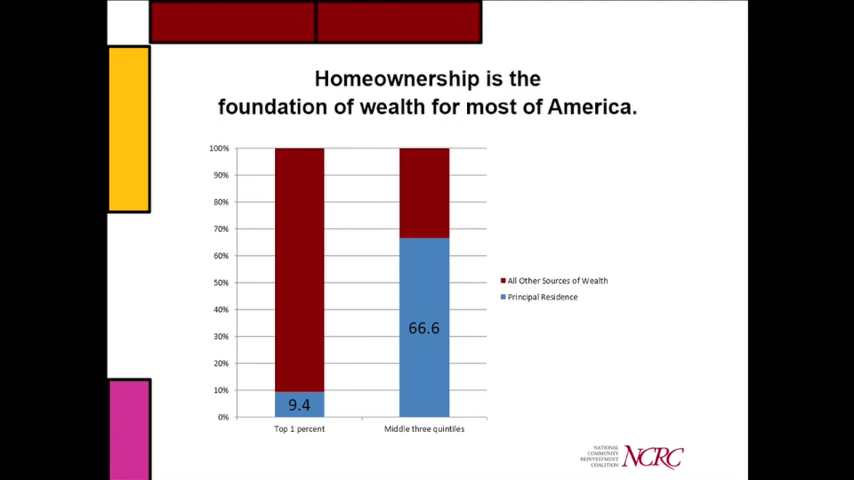 Homeownership is the
foundation of wealth for most of America.
100%
90%
80%
70%
60%
50%
40%
30%
20%
10%
0%
66.6
9.4
Top 1 percent
Middle three quintiles
All Other Sources of Wealth
Principal Residence
NATIONAL
COMMUNITY
REINVESTMENT
COALITION
NCRC